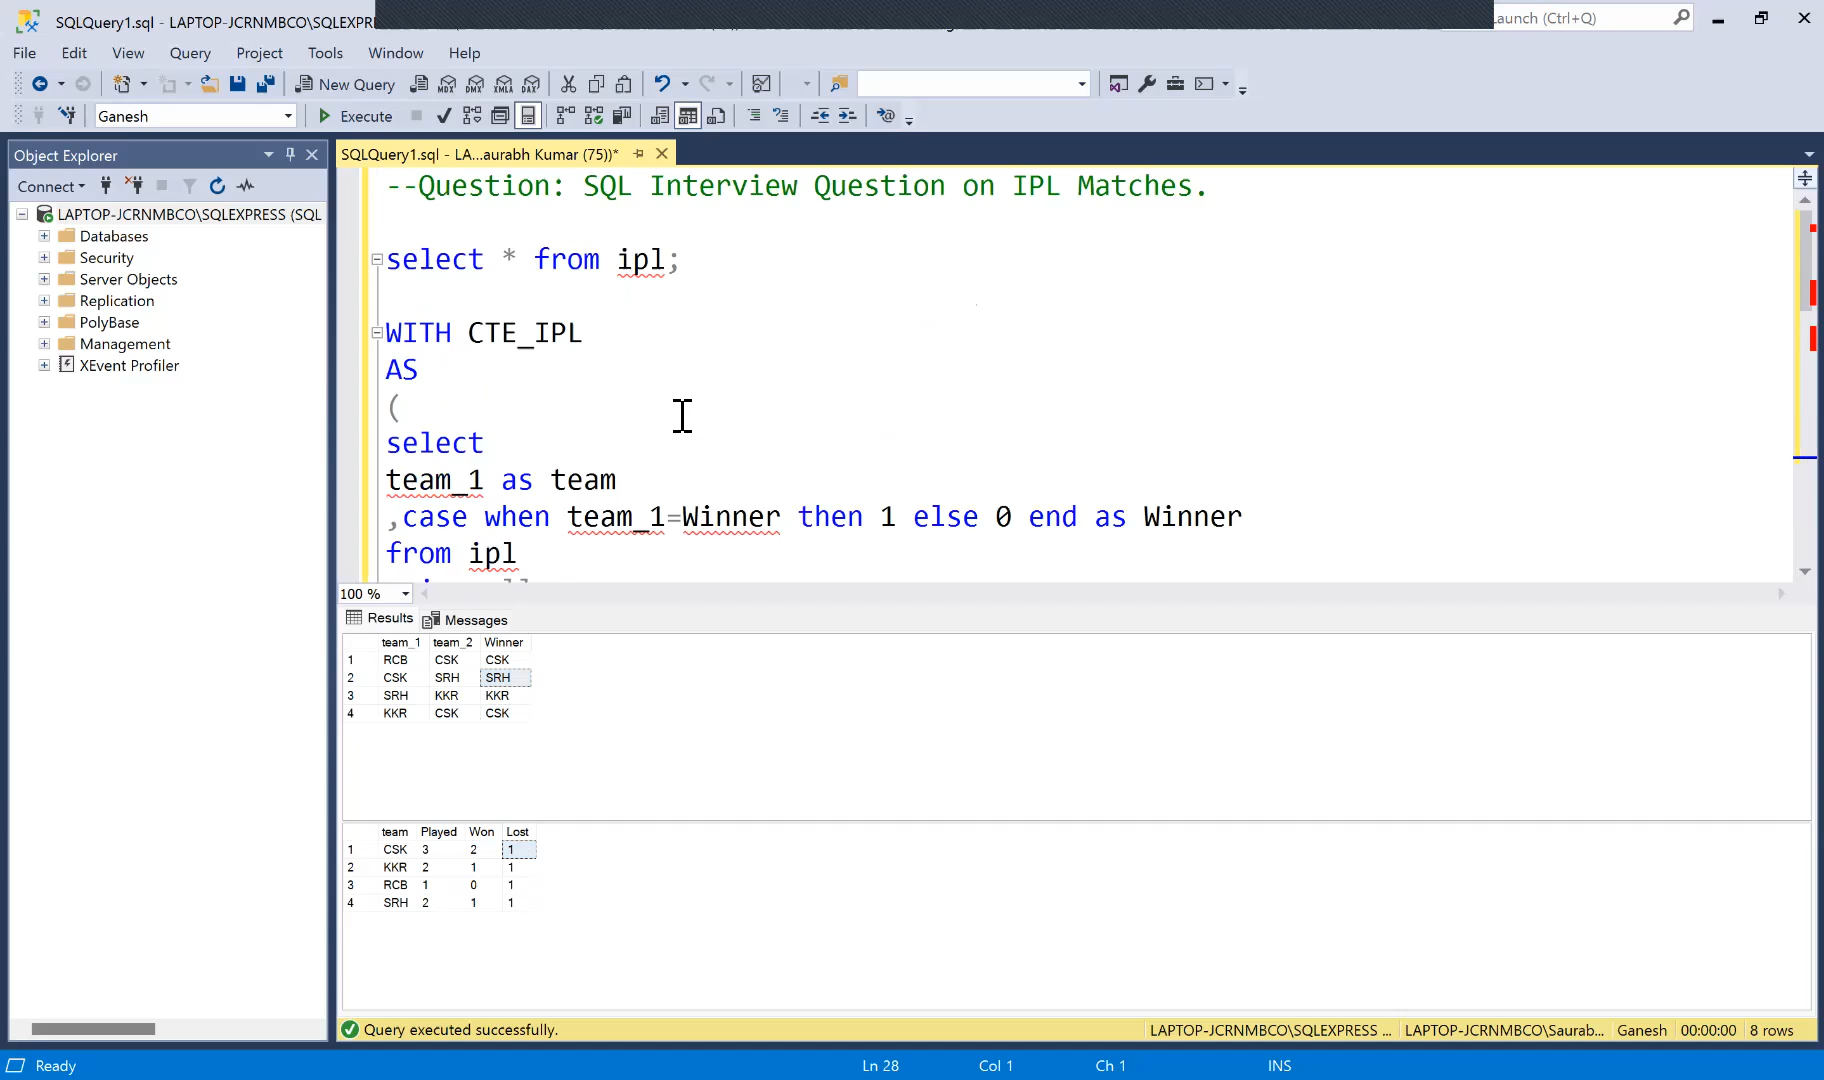 SQLQuery1.sql - LAPTOP-JCRNMBCO\SQLEXPR
Launch (Ctrl+Q)
File Edit View Query Project Tools Window Help
New Query MDX DMX XMLA DAX
Ganesh Execute
Object Explorer
Connect
LAPTOP-JCRNMBCO\SQLEXPRESS (SQL
Databases
Security
Server Objects
Replication
PolyBase
Management
XEvent Profiler
SQLQuery1.sql - LA...aurabh Kumar (75))*
--Question: SQL Interview Question on IPL Matches.
select * from ipl;
WITH CTE_IPL
AS
(
select
team_1 as team
,case when team_1=Winner then 1 else 0 end as Winner
from ipl
100 %
Results Messages
team_1 team_2 Winner
1 RCB CSK CSK
2 CSK SRH SRH
3 SRH KKR KKR
4 KKR CSK CSK
team Played Won Lost
1 CSK 3 2 1
2 KKR 2 1 1
3 RCB 1 0 1
4 SRH 2 1 1
Query executed successfully.
LAPTOP-JCRNMBCO\SQLEXPRESS ... LAPTOP-JCRNMBCO\Saurab... Ganesh 00:00:00 8 rows
Ready Ln 28 Col 1 Ch 1 INS